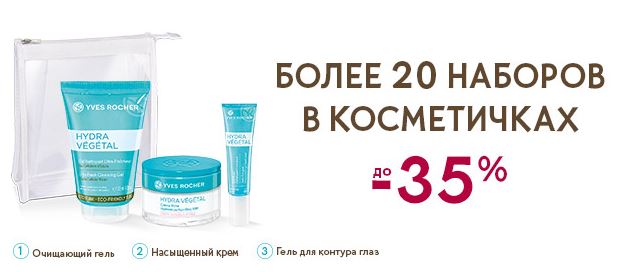 БОЛЕЕ 20 НАБОРОВ
В КОСМЕТИЧКАХ
до
-35%
YVES ROCHER
HYDRA
VÉGÉTAL
YVES ROCHER
HYDRA VÉGÉTAL
HYDRA
VÉGÉTAL
1 Очищающий гель 2 Насыщенный крем 3 Гель для контура глаз